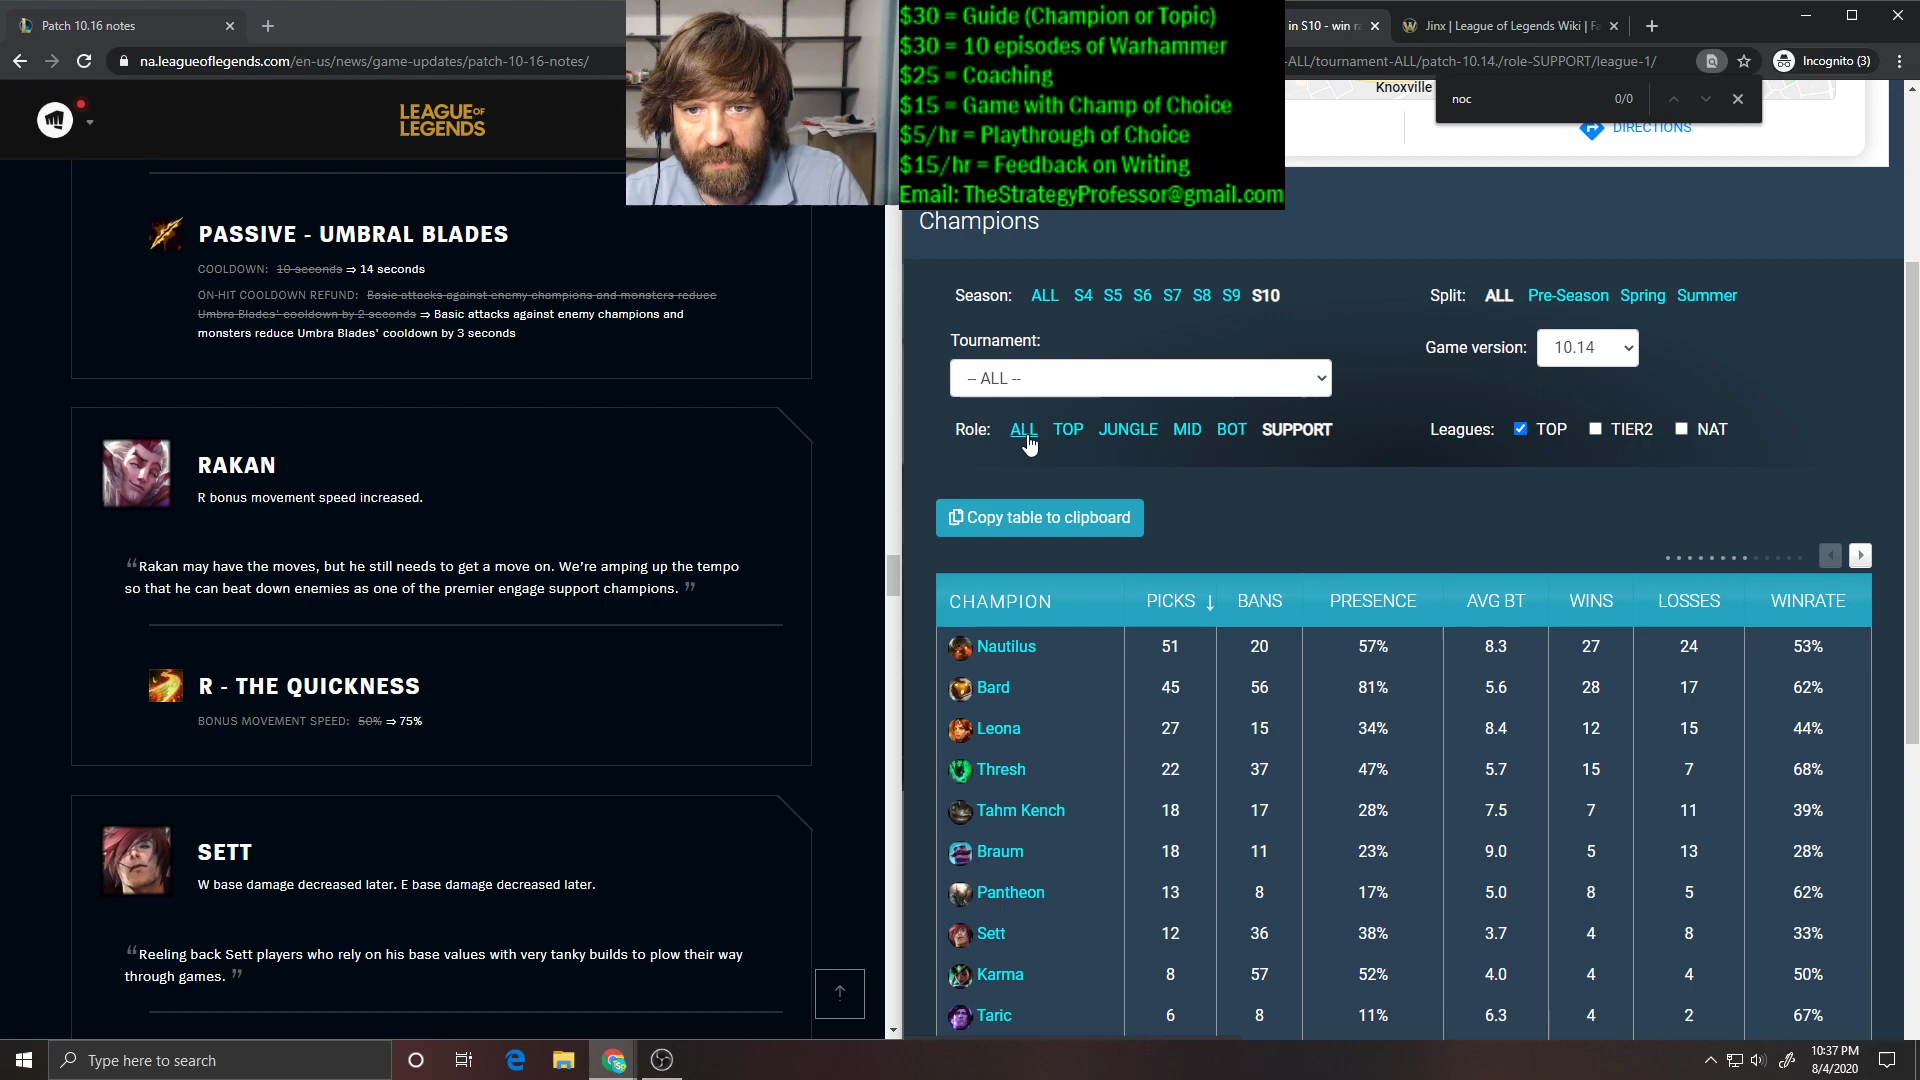 Patch 10.16 notes
na.leagueoflegends.com/en-us/news/game-updates/patch-10-16-notes/
LEAGUE OF
LEGENDS
PASSIVE - UMBRAL BLADES
COOLDOWN: 10 seconds ⇒ 14 seconds
ON-HIT COOLDOWN REFUND: Basic attacks against enemy champions and monsters reduce
Umbra Blades' cooldown by 2 seconds ⇒ Basic attacks against enemy champions and
monsters reduce Umbra Blades' cooldown by 3 seconds
RAKAN
R bonus movement speed increased.
“Rakan may have the moves, but he still needs to get a move on. We’re amping up the tempo
so that he can beat down enemies as one of the premier engage support champions. ”
R - THE QUICKNESS
BONUS MOVEMENT SPEED: 50% ⇒ 75%
SETT
W base damage decreased later. E base damage decreased later.
“Reeling back Sett players who rely on his base values with very tanky builds to plow their way
through games. ”
$30 = Guide (Champion or Topic)
$30 = 10 episodes of Warhammer
$25 = Coaching
$15 = Game with Champ of Choice
$5/hr = Playthrough of Choice
$15/hr = Feedback on Writing
Email: TheStrategyProfessor@gmail.com
in S10 - win ra
Jinx | League of Legends Wiki | Fa
-ALL/tournament-ALL/patch-10.14./role-SUPPORT/league-1/
Incognito (3)
Knoxville
noc 0/0
DIRECTIONS
Champions
Season: ALL S4 S5 S6 S7 S8 S9 S10
Split: ALL Pre-Season Spring Summer
Tournament:
-- ALL --
Game version: 10.14
Role: ALL TOP JUNGLE MID BOT SUPPORT
Leagues: TOP TIER2 NAT
Copy table to clipboard
CHAMPION PICKS ↓ BANS PRESENCE AVG BT WINS LOSSES WINRATE
Nautilus 51 20 57% 8.3 27 24 53%
Bard 45 56 81% 5.6 28 17 62%
Leona 27 15 34% 8.4 12 15 44%
Thresh 22 37 47% 5.7 15 7 68%
Tahm Kench 18 17 28% 7.5 7 11 39%
Braum 18 11 23% 9.0 5 13 28%
Pantheon 13 8 17% 5.0 8 5 62%
Sett 12 36 38% 3.7 4 8 33%
Karma 8 57 52% 4.0 4 4 50%
Taric 6 8 11% 6.3 4 2 67%
Type here to search
10:37 PM
8/4/2020